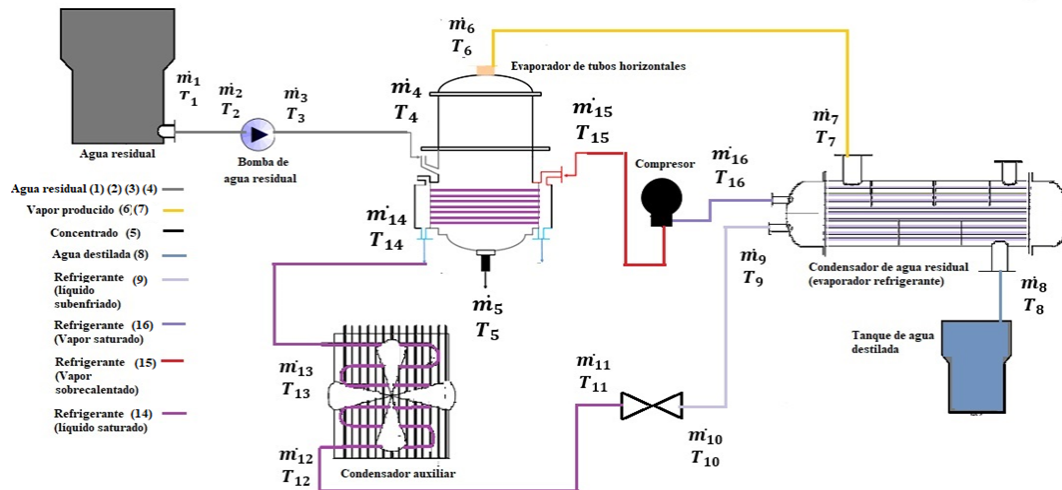 ṁ₁
T₁
ṁ₂
T₂
ṁ₃
T₃
ṁ₄
T₄
ṁ₆
T₆
Evaporador de tubos horizontales
ṁ₁₅
T₁₅
Compresor
ṁ₁₆
T₁₆
ṁ₇
T₇
Agua residual
Bomba de
agua residual
Agua residual (1) (2) (3) (4)
Vapor producido (6)(7)
Concentrado (5)
Agua destilada (8)
Refrigerante (9)
(líquido
subenfriado)
Refrigerante (16)
(Vapor saturado)
Refrigerante (15)
(Vapor
sobrecalentado)
Refrigerante (14)
(líquido saturado)
ṁ₁₄
T₁₄
ṁ₅
T₅
ṁ₉
T₉
Condensador de agua residual
(evaporador refrigerante)
ṁ₈
T₈
Tanque de agua
destilada
ṁ₁₃
T₁₃
ṁ₁₂
T₁₂
Condensador auxiliar
ṁ₁₁
T₁₁
ṁ₁₀
T₁₀